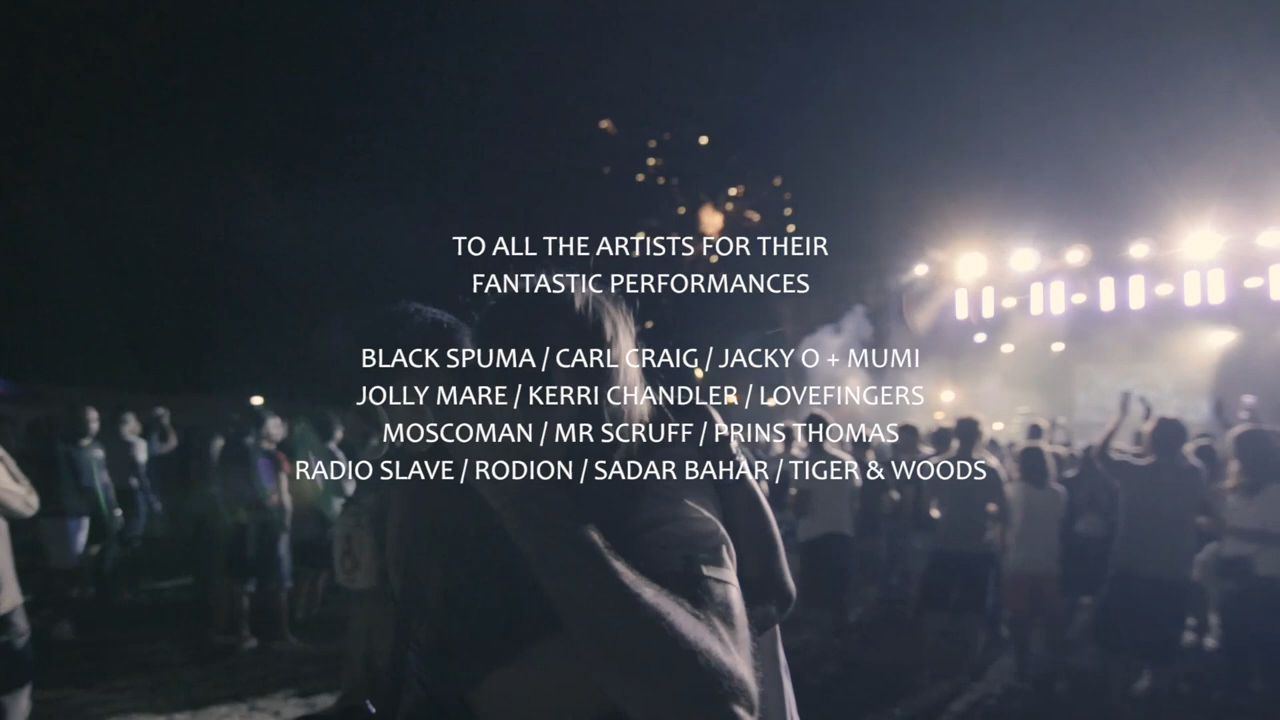 TO ALL THE ARTISTS FOR THEIR
FANTASTIC PERFORMANCES
BLACK SPUMA / CARL CRAIG / JACKY O + MUMI
JOLLY MARE / KERRI CHANDLER / LOVEFINGERS
MOSCOMAN / MR SCRUFF / PRINS THOMAS
RADIO SLAVE / RODION / SADAR BAHAR / TIGER & WOODS